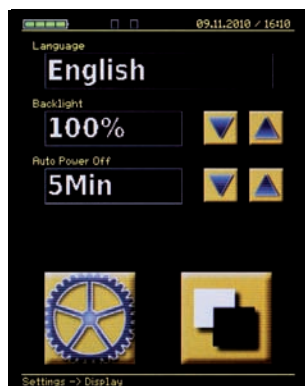 09.11.2010 / 16:10
Language
English
Backlight
100%
Auto Power Off
5Min
Settings -> Display